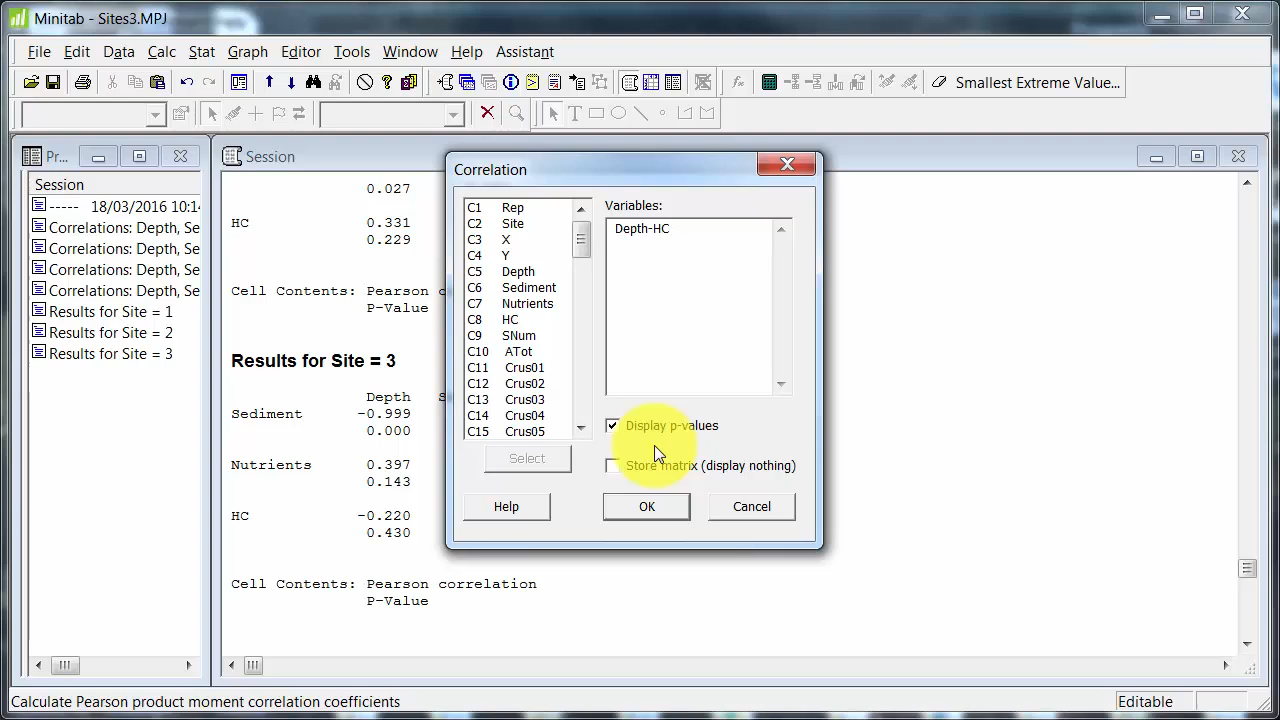 Minitab - Sites3.MPJ
File Edit Data Calc Stat Graph Editor Tools Window Help Assistant
Smallest Extreme Value...
Pr...
Session
----- 18/03/2016 10:14
Correlations: Depth, Se
Correlations: Depth, Se
Correlations: Depth, Se
Correlations: Depth, Se
Results for Site = 1
Results for Site = 2
Results for Site = 3
Session
0.027
HC 0.331
0.229
Cell Contents: Pearson co
P-Value
Results for Site = 3
Depth S
Sediment -0.999
0.000
Nutrients 0.397
0.143
HC -0.220
0.430
Cell Contents: Pearson correlation
P-Value
Correlation
C1 Rep
C2 Site
C3 X
C4 Y
C5 Depth
C6 Sediment
C7 Nutrients
C8 HC
C9 SNum
C10 ATot
C11 Crus01
C12 Crus02
C13 Crus03
C14 Crus04
C15 Crus05
Variables:
Depth-HC
Display p-values
Store matrix (display nothing)
Select
Help
OK
Cancel
Calculate Pearson product moment correlation coefficients
Editable